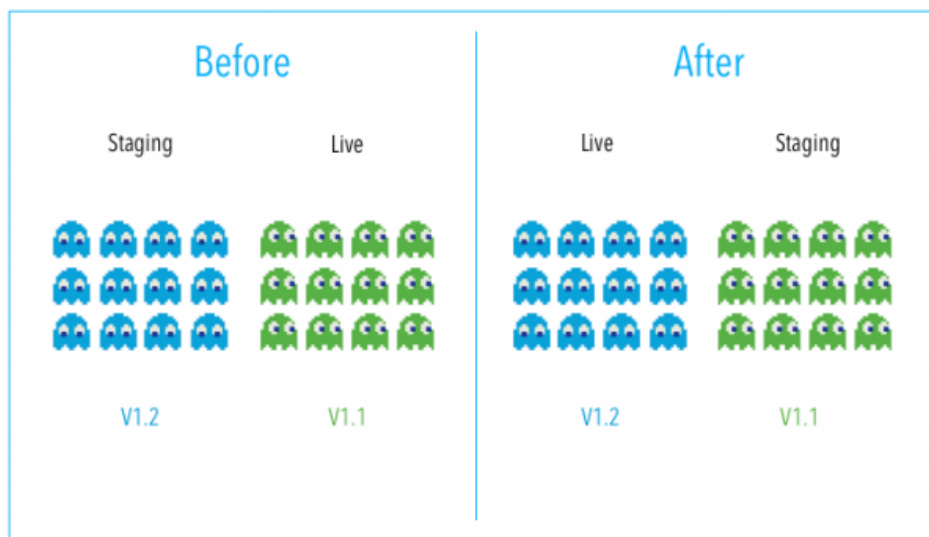 Before
Staging
Live
V1.2
V1.1
After
Live
Staging
V1.2
V1.1